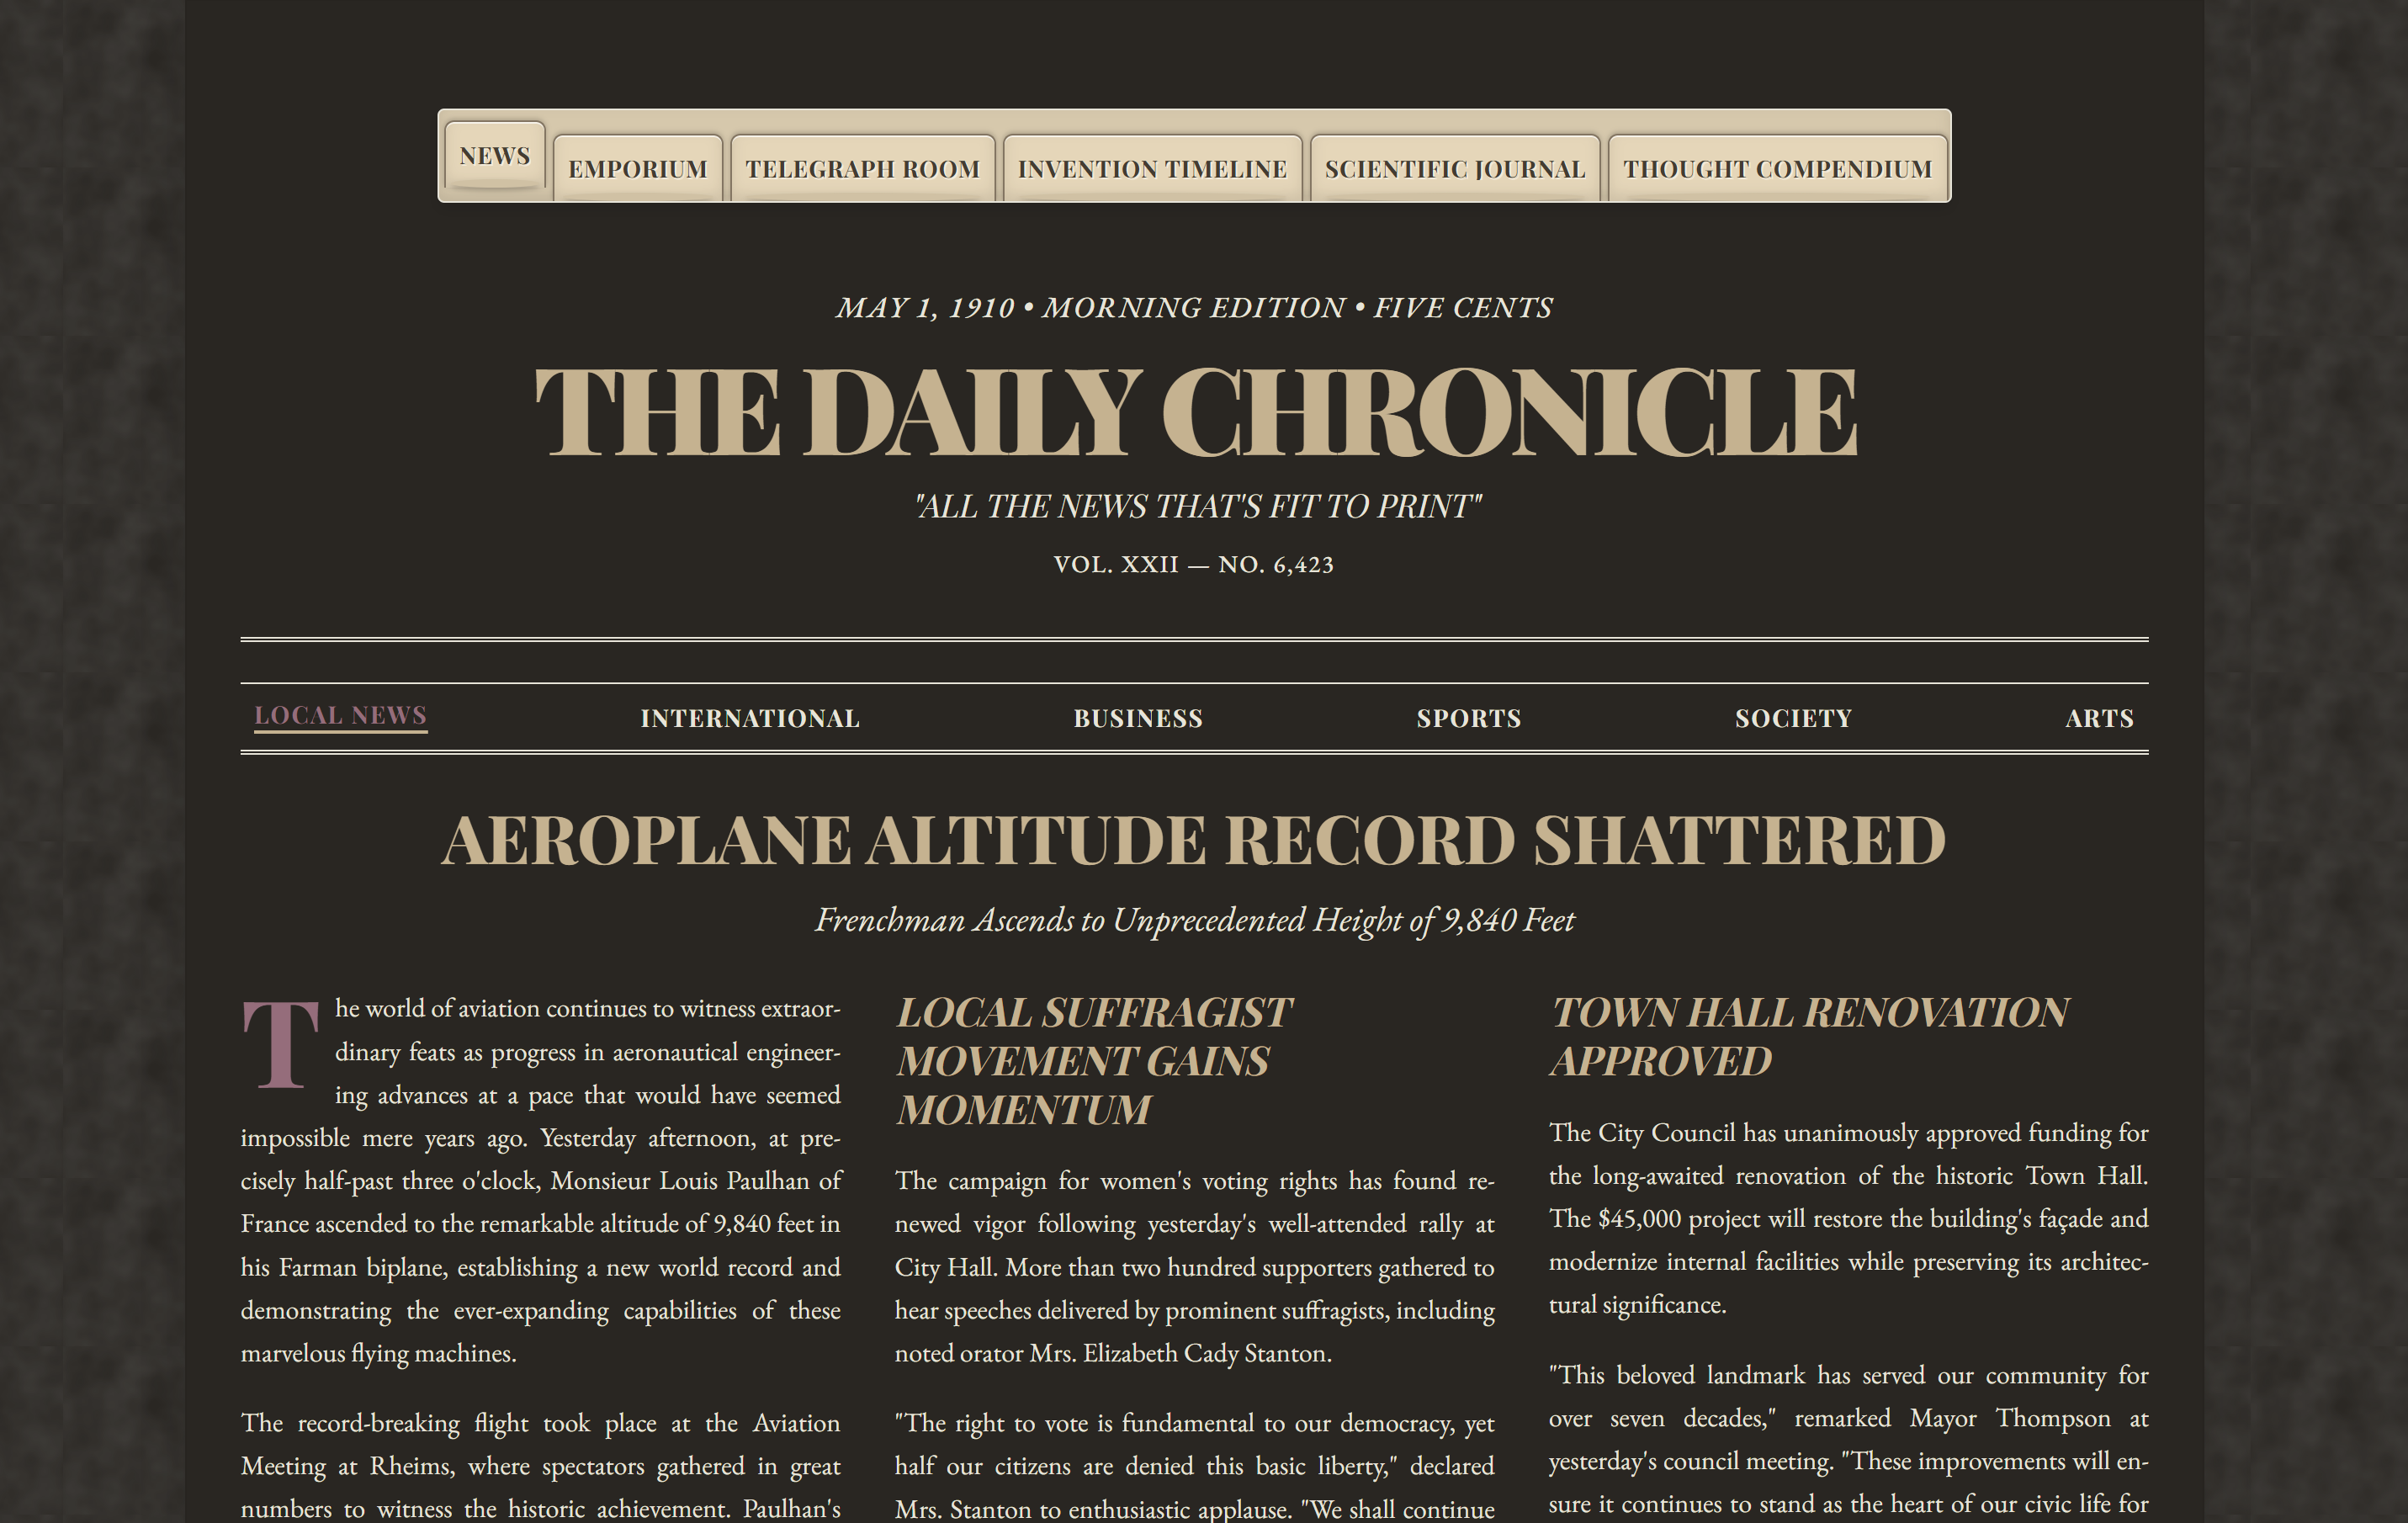 NEWS
EMPORIUM
TELEGRAPH ROOM
INVENTION TIMELINE
SCIENTIFIC JOURNAL
THOUGHT COMPENDIUM
MAY 1, 1910 • MORNING EDITION • FIVE CENTS
THE DAILY CHRONICLE
"ALL THE NEWS THAT'S FIT TO PRINT"
VOL. XXII — NO. 6,423
LOCAL NEWS
INTERNATIONAL
BUSINESS
SPORTS
SOCIETY
ARTS
AEROPLANE ALTITUDE RECORD SHATTERED
Frenchman Ascends to Unprecedented Height of 9,840 Feet
The world of aviation continues to witness extraor-
dinary feats as progress in aeronautical engineer-
ing advances at a pace that would have seemed
impossible mere years ago. Yesterday afternoon, at pre-
cisely half-past three o'clock, Monsieur Louis Paulhan of
France ascended to the remarkable altitude of 9,840 feet in
his Farman biplane, establishing a new world record and
demonstrating the ever-expanding capabilities of these
marvelous flying machines.
The record-breaking flight took place at the Aviation
Meeting at Rheims, where spectators gathered in great
numbers to witness the historic achievement. Paulhan's
LOCAL SUFFRAGIST
MOVEMENT GAINS
MOMENTUM
The campaign for women's voting rights has found re-
newed vigor following yesterday's well-attended rally at
City Hall. More than two hundred supporters gathered to
hear speeches delivered by prominent suffragists, including
noted orator Mrs. Elizabeth Cady Stanton.
"The right to vote is fundamental to our democracy, yet
half our citizens are denied this basic liberty," declared
Mrs. Stanton to enthusiastic applause. "We shall continue
TOWN HALL RENOVATION
APPROVED
The City Council has unanimously approved funding for
the long-awaited renovation of the historic Town Hall.
The $45,000 project will restore the building's façade and
modernize internal facilities while preserving its architec-
tural significance.
"This beloved landmark has served our community for
over seven decades," remarked Mayor Thompson at
yesterday's council meeting. "These improvements will en-
sure it continues to stand as the heart of our civic life for